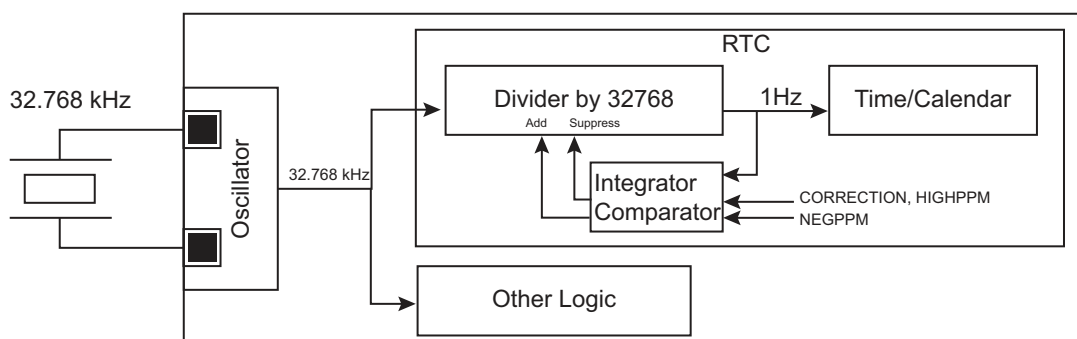 RTC
32.768 kHz
Divider by 32768
Add Suppress
1Hz
Time/Calendar
Oscillator
32.768 kHz
Integrator
Comparator
CORRECTION, HIGHPPM
NEGPPM
Other Logic